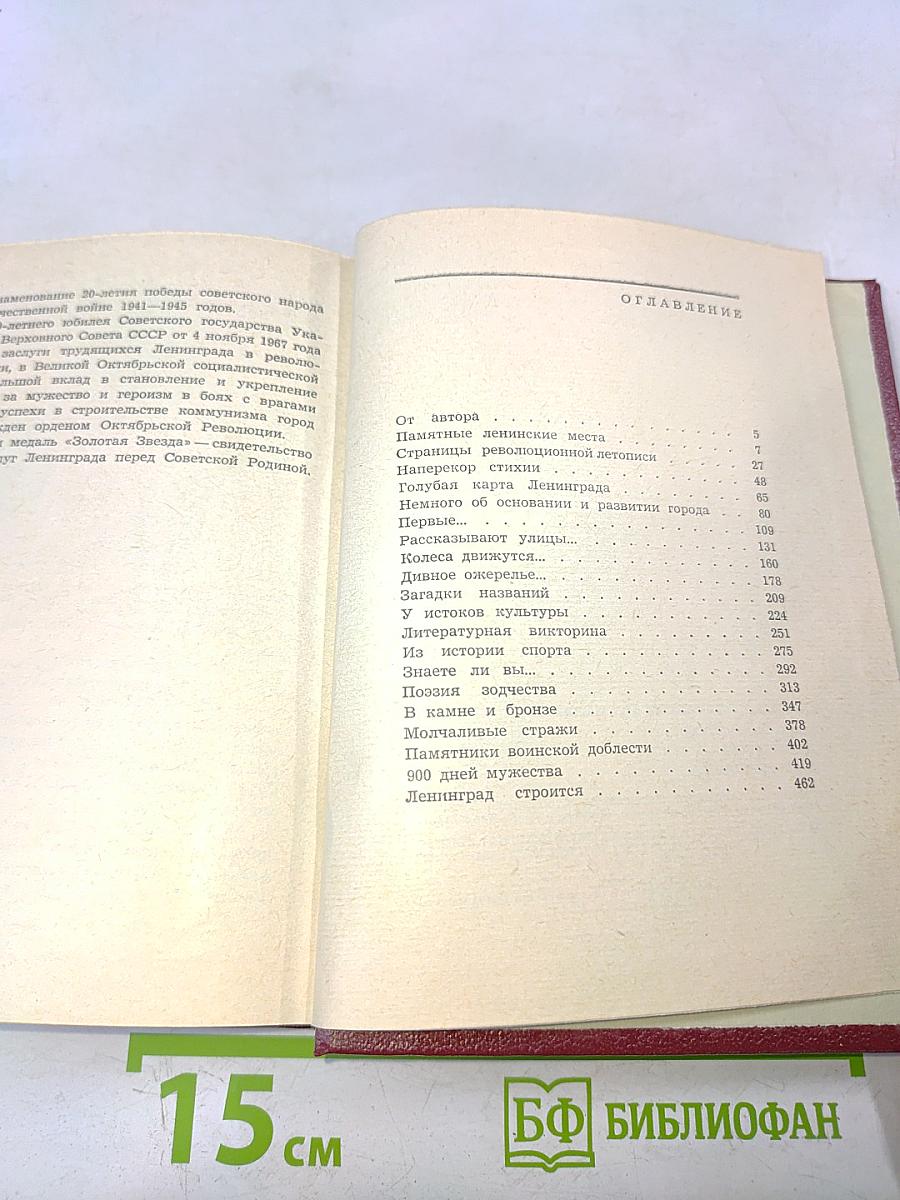 наменование 20-летия победы советского народа
чественной войне 1941—1945 годов.
-летнего юбилея Советского государства Ука-
Верховного Совета СССР от 4 ноября 1967 года
заслуги трудящихся Ленинграда в револю-
и, в Великой Октябрьской социалистической
льшой вклад в становление и укрепление
за мужество и героизм в боях с врагами
успехи в строительстве коммунизма город
жден орденом Октябрьской Революции.
и медаль «Золотая Звезда» — свидетельство
луг Ленинграда перед Советской Родиной.
ОГЛАВЛЕНИЕ
От автора . . . . . . . . . . . . . 5
Памятные ленинские места . . . . . . . . 7
Страницы революционной летописи . . . . . . 27
Наперекор стихии . . . . . . . . . . . 48
Голубая карта Ленинграда . . . . . . . . 65
Немного об основании и развитии города . . 80
Первые... . . . . . . . . . . . . . 109
Рассказывают улицы... . . . . . . . . . 131
Колеса движутся... . . . . . . . . . . 160
Дивное ожерелье... . . . . . . . . . . 178
Загадки названий . . . . . . . . . . . 209
У истоков культуры . . . . . . . . . . 224
Литературная викторина . . . . . . . . 251
Из истории спорта . . . . . . . . . . 275
Знаете ли вы... . . . . . . . . . . . 292
Поэзия зодчества . . . . . . . . . . . 313
В камне и бронзе . . . . . . . . . . . 347
Молчаливые стражи . . . . . . . . . . 378
Памятники воинской доблести . . . . . . . 402
900 дней мужества . . . . . . . . . . 419
Ленинград строится . . . . . . . . . . 462
15 см
БФ БИБЛИОФАН